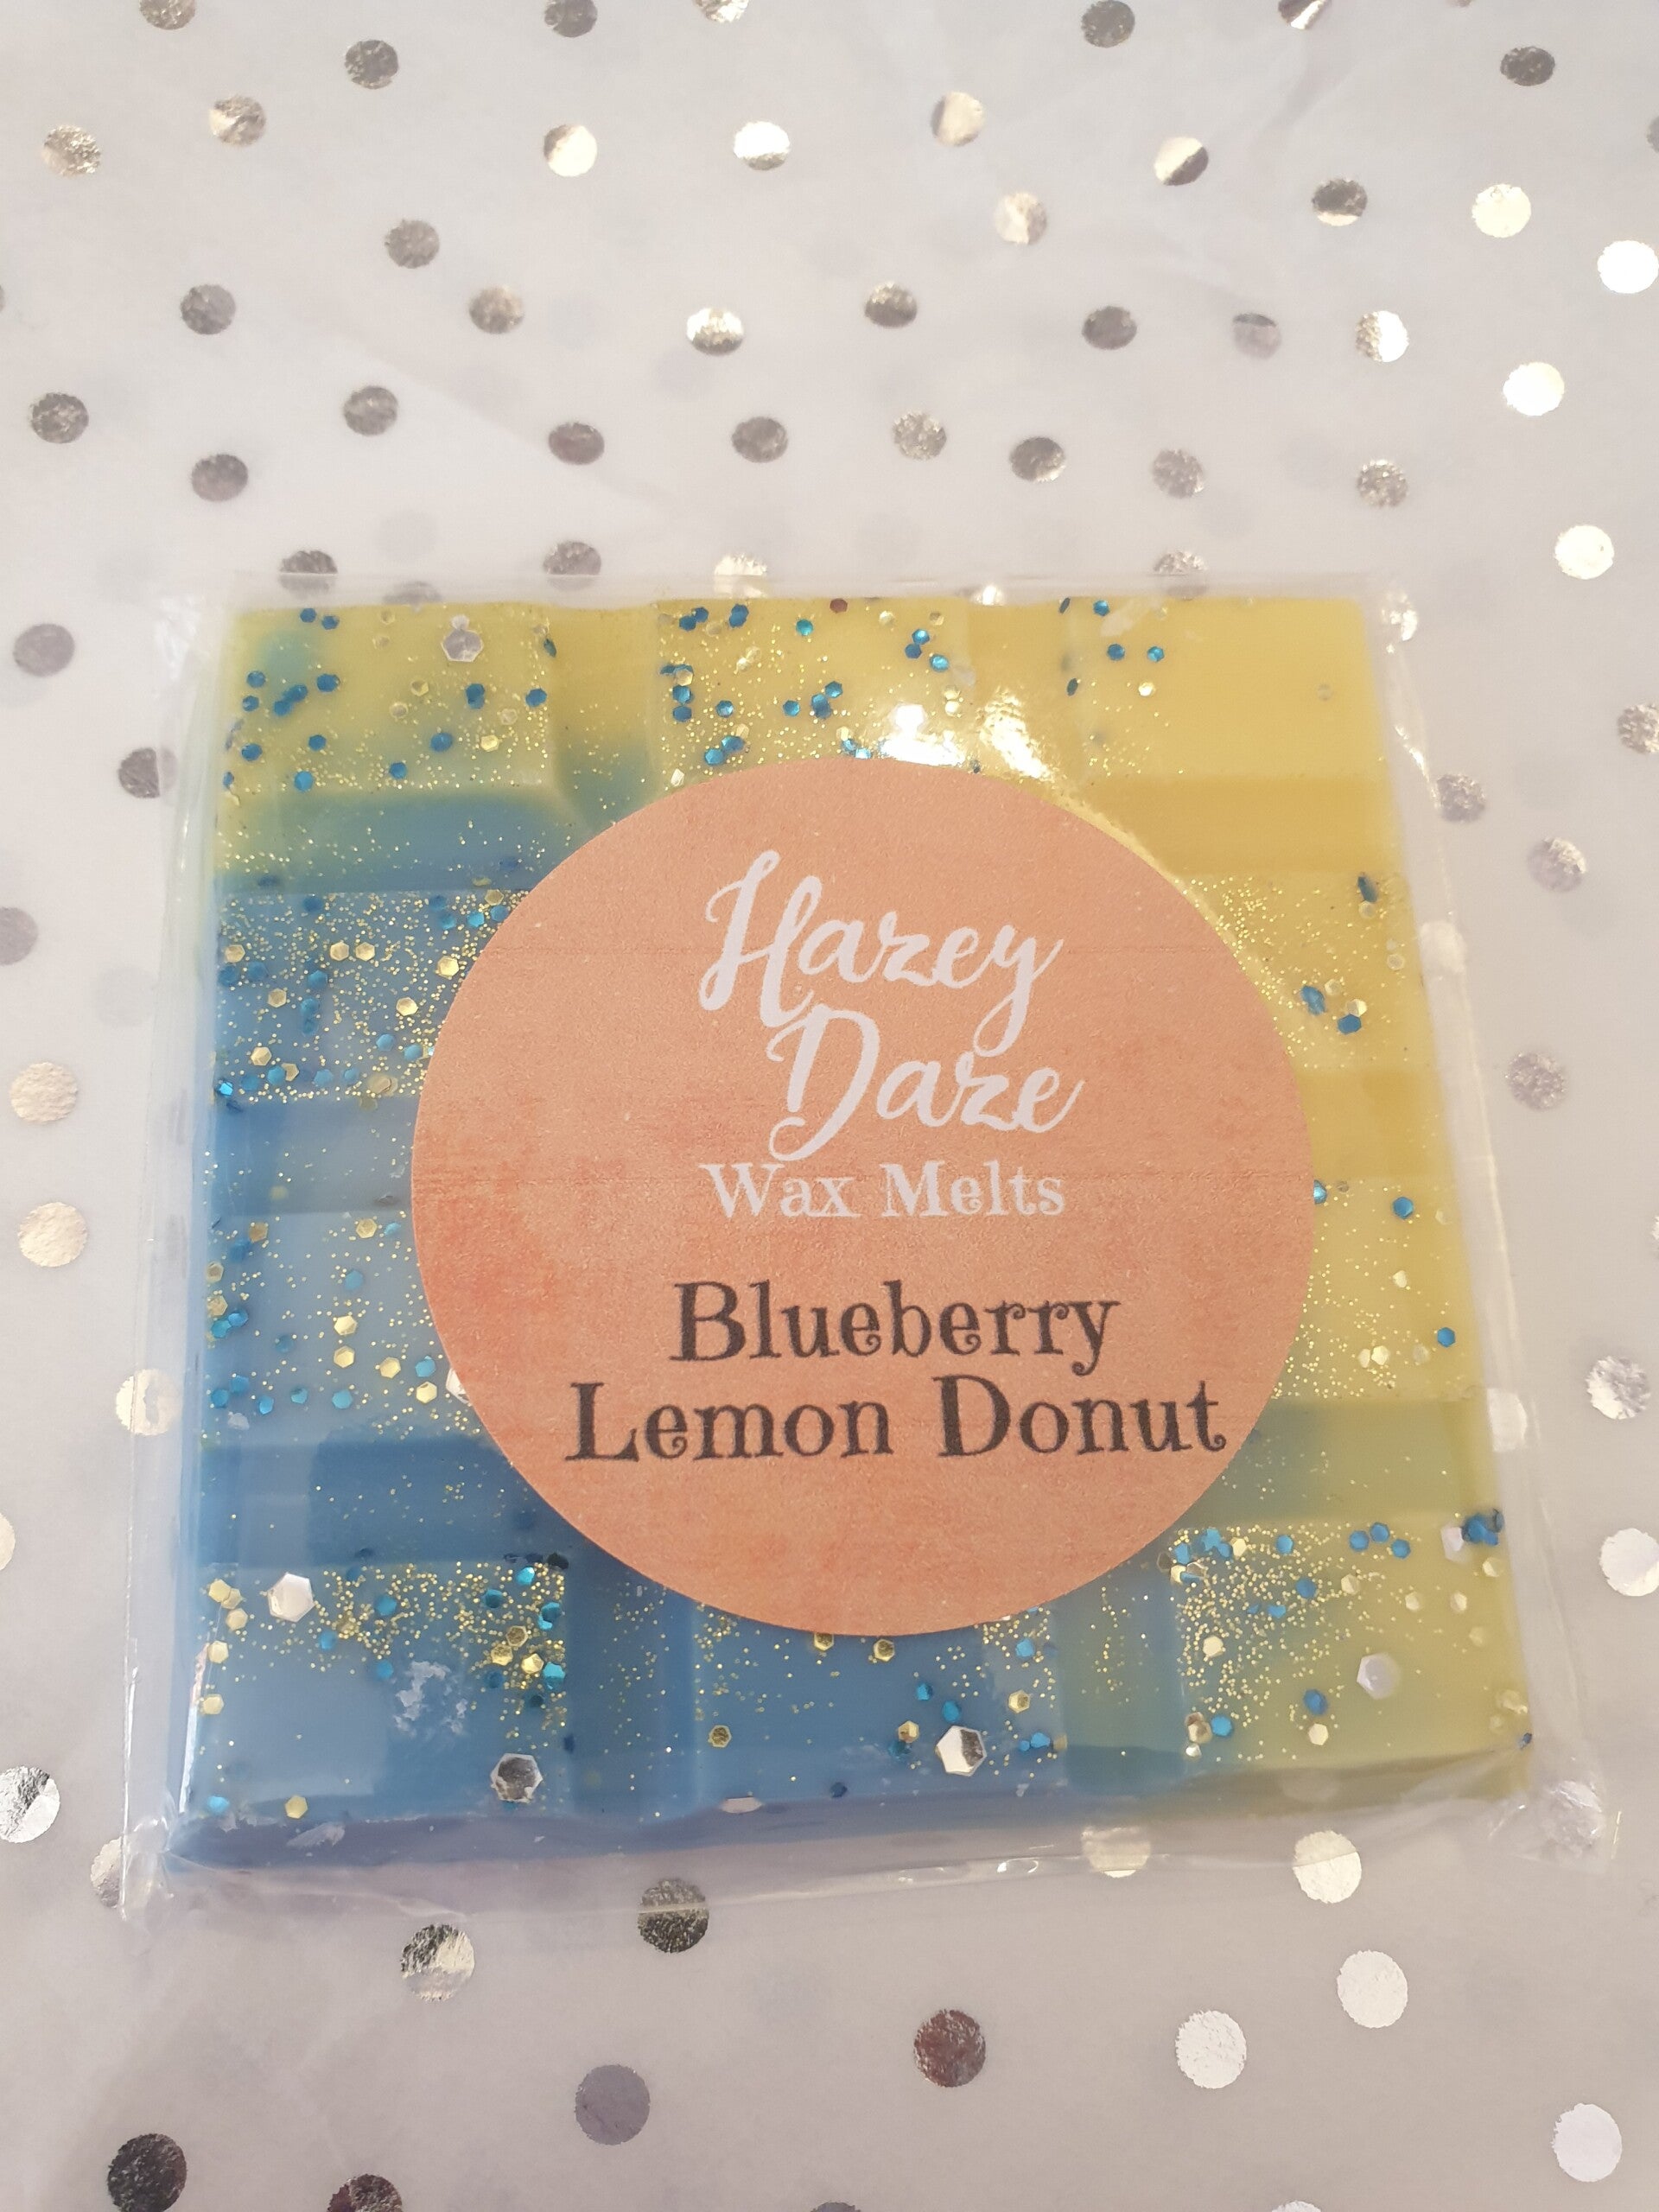 Hazey
Daze
Wax Melts
Blueberry
Lemon Donut